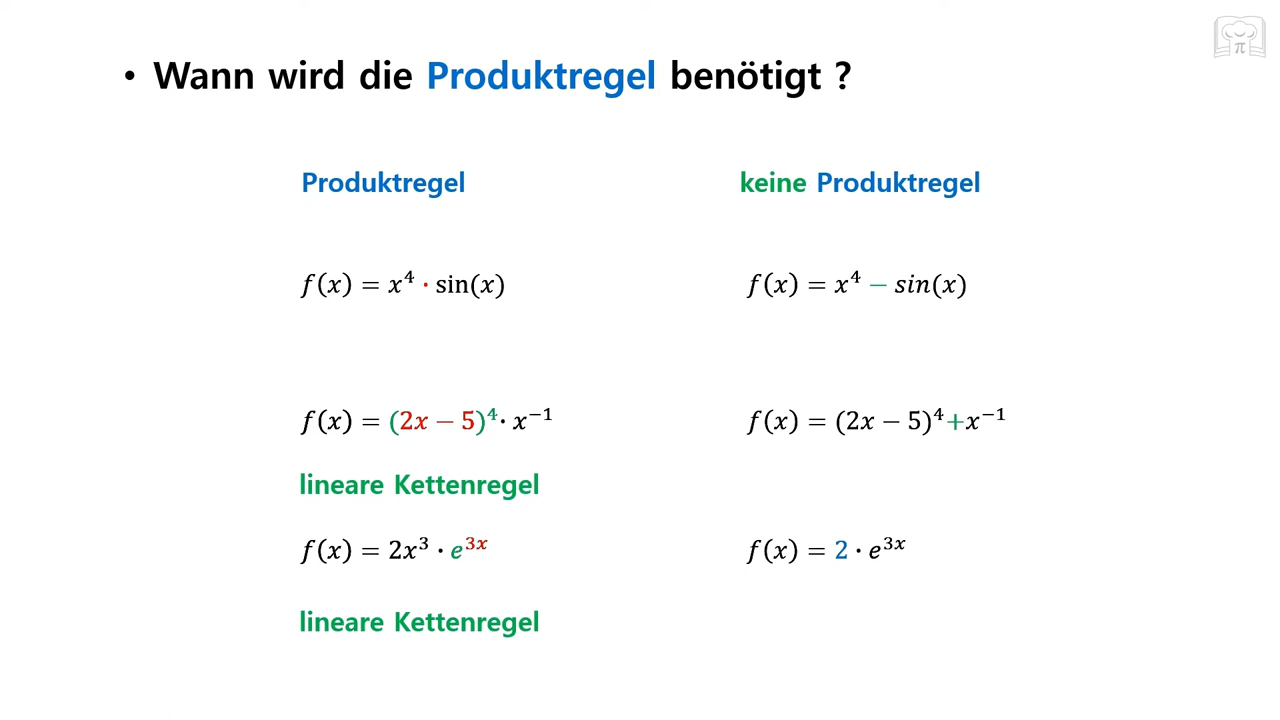 • Wann wird die Produktregel benötigt ?
Produktregel
keine Produktregel
f(x) = x⁴ · sin(x)
f(x) = x⁴ − sin(x)
f(x) = (2x − 5)⁴ · x⁻¹
f(x) = (2x − 5)⁴ + x⁻¹
lineare Kettenregel
f(x) = 2x³ · e³ˣ
f(x) = 2 · e³ˣ
lineare Kettenregel
π